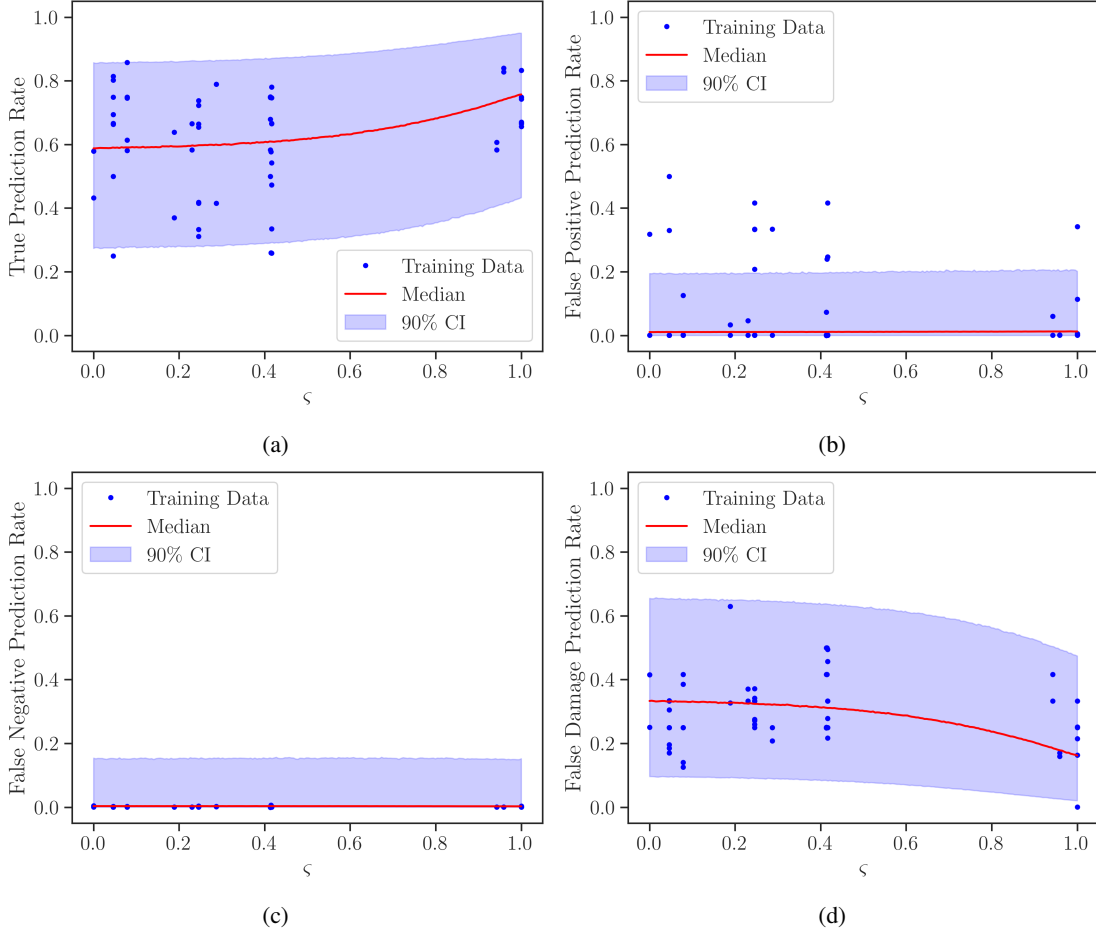 1.0
0.8
0.6
0.4
0.2
0.0
True Prediction Rate
Training Data
Median
90% CI
0.0 0.2 0.4 0.6 0.8 1.0
ς
(a)
1.0
0.8
0.6
0.4
0.2
0.0
False Positive Prediction Rate
Training Data
Median
90% CI
0.0 0.2 0.4 0.6 0.8 1.0
ς
(b)
1.0
0.8
0.6
0.4
0.2
0.0
False Negative Prediction Rate
Training Data
Median
90% CI
0.0 0.2 0.4 0.6 0.8 1.0
ς
(c)
1.0
0.8
0.6
0.4
0.2
0.0
False Damage Prediction Rate
Training Data
Median
90% CI
0.0 0.2 0.4 0.6 0.8 1.0
ς
(d)